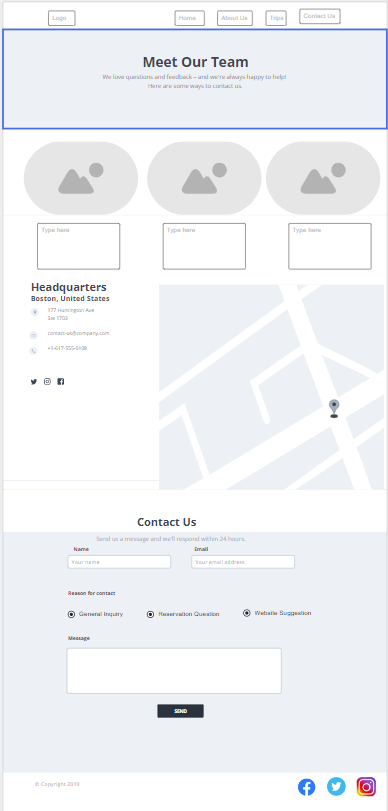 Logo
Home
About Us
Trips
Contact Us
Meet Our Team
We love questions and feedback – and we're always happy to help!
Here are some ways to contact us.
Type here
Type here
Type here
Headquarters
Boston, United States
177 Huntington Ave
Ste 1703
contact-us@company.com
+1-617-555-0108
Contact Us
Send us a message and we'll respond within 24 hours.
Name
Email
Your name
Your email address
Reason for contact
General Inquiry
Reservation Question
Website Suggestion
Message
SEND
© Copyright 2019